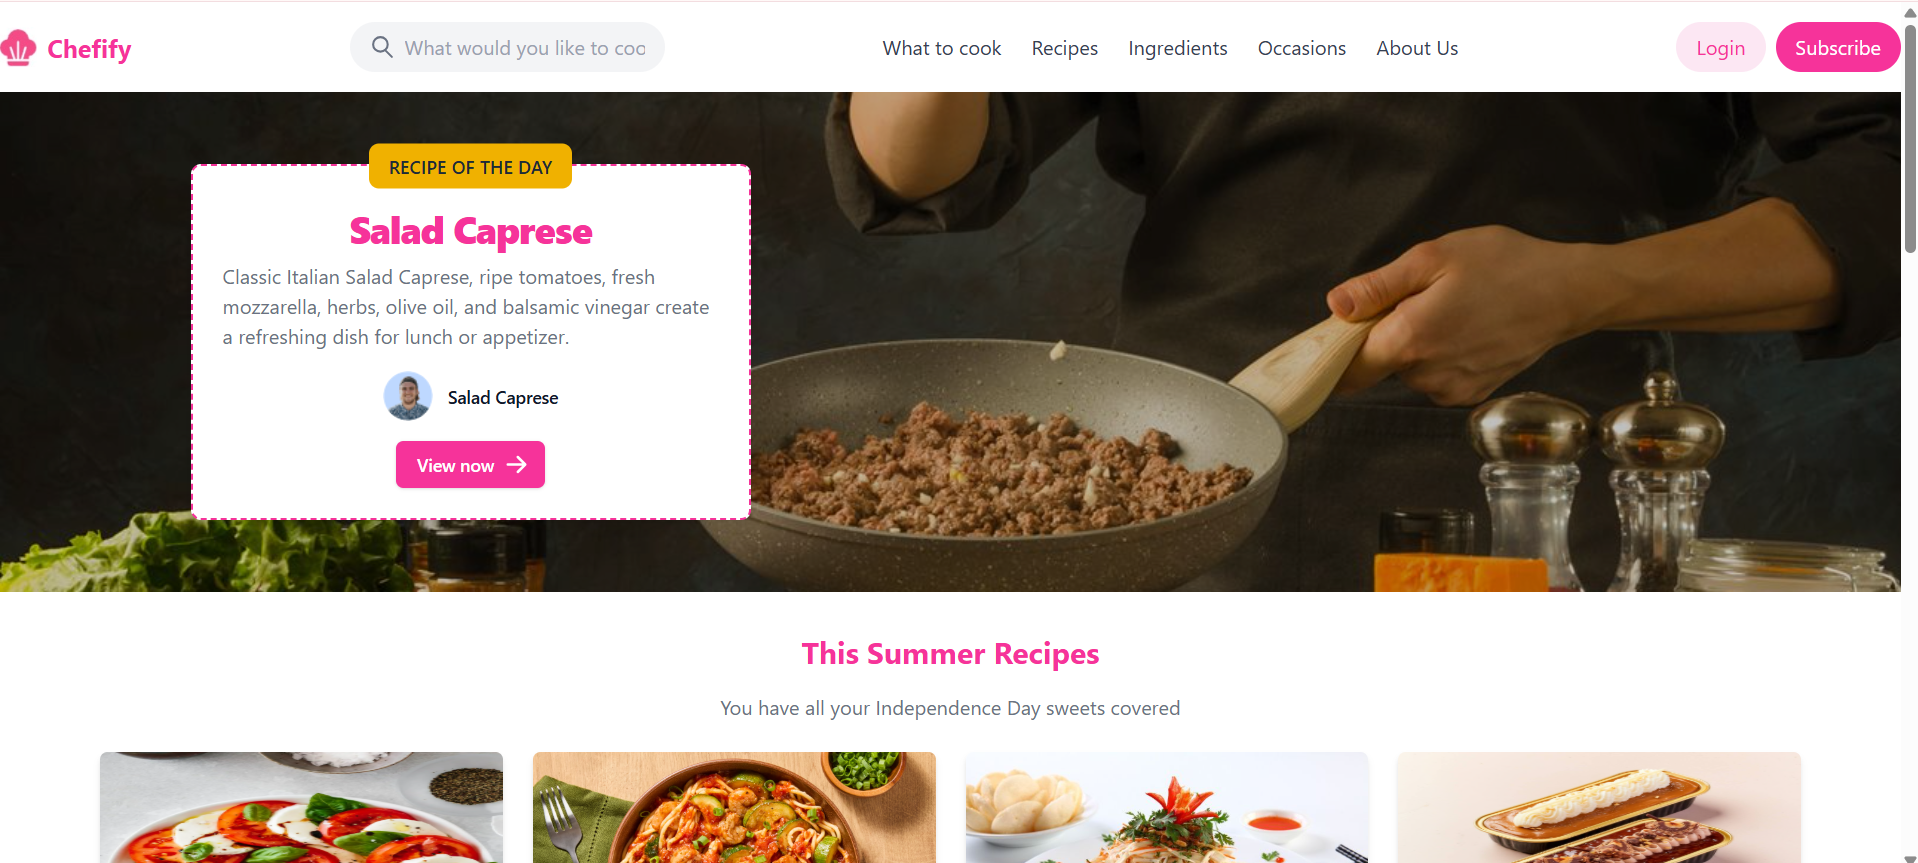 Chefify
What would you like to coo
What to cook
Recipes
Ingredients
Occasions
About Us
Login
Subscribe
RECIPE OF THE DAY
Salad Caprese
Classic Italian Salad Caprese, ripe tomatoes, fresh
mozzarella, herbs, olive oil, and balsamic vinegar create
a refreshing dish for lunch or appetizer.
Salad Caprese
View now
This Summer Recipes
You have all your Independence Day sweets covered